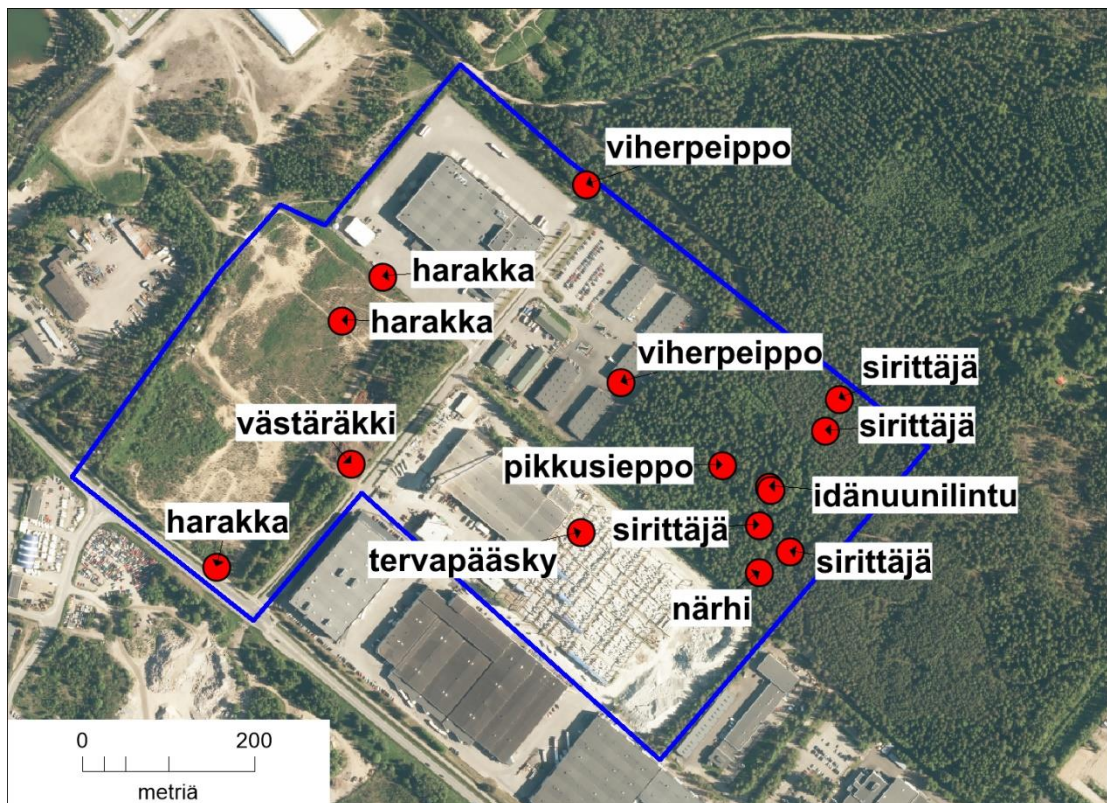 viherpeippo
harakka
harakka
viherpeippo
sirittäjä
sirittäjä
västäräkki
pikkusieppo
idänuunilintu
harakka
sirittäjä
tervapääsky
sirittäjä
närhi
0 200
metriä